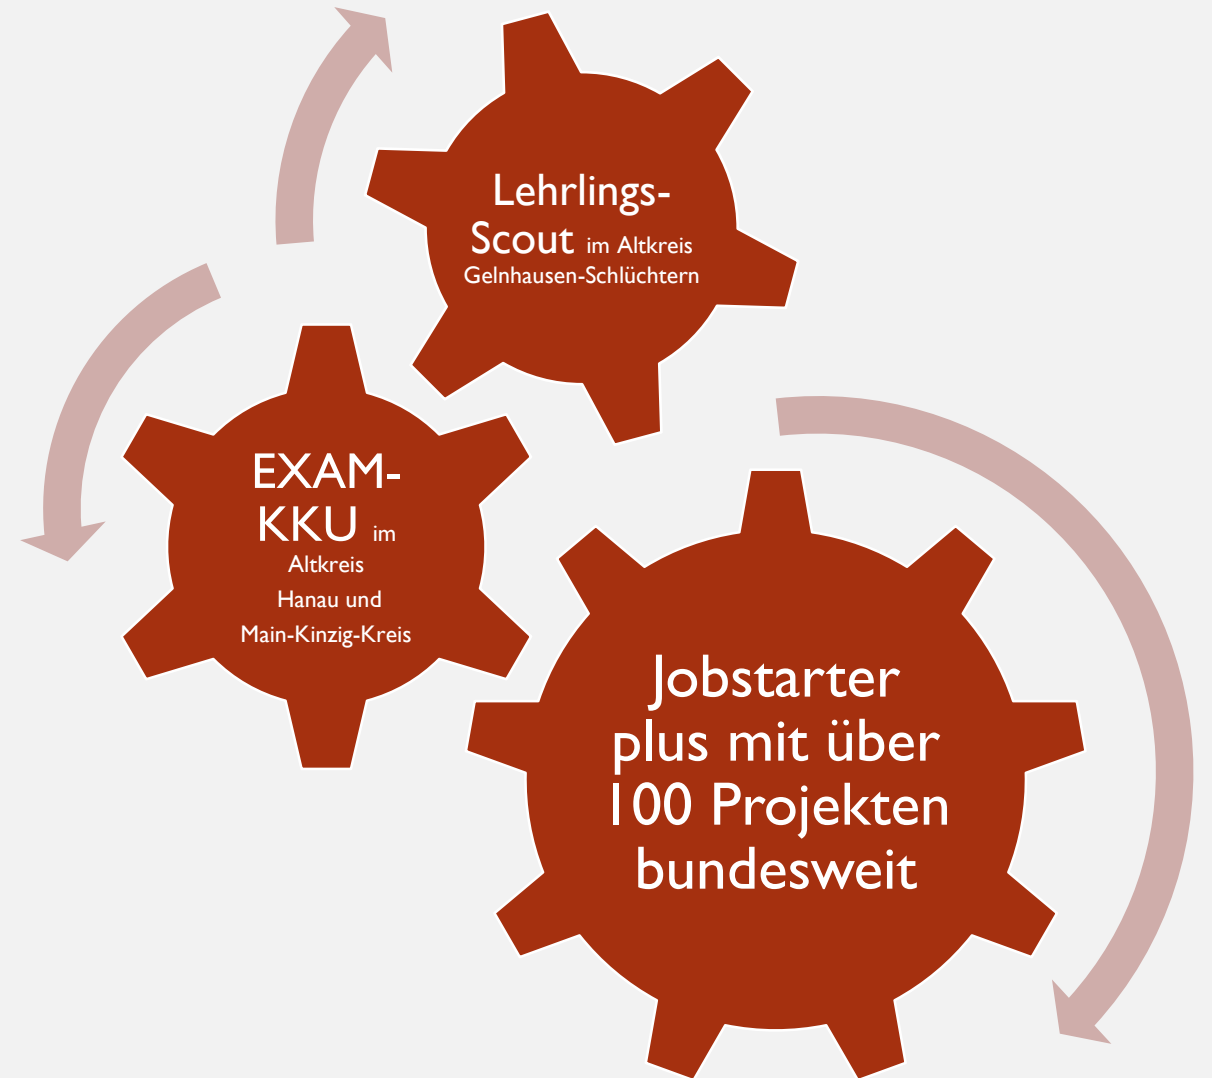 Lehrlings-
Scout im Altkreis
Gelnhausen-Schlüchtern
EXAM-
KKU im
Altkreis
Hanau und
Main-Kinzig-Kreis
Jobstarter
plus mit über
100 Projekten
bundesweit